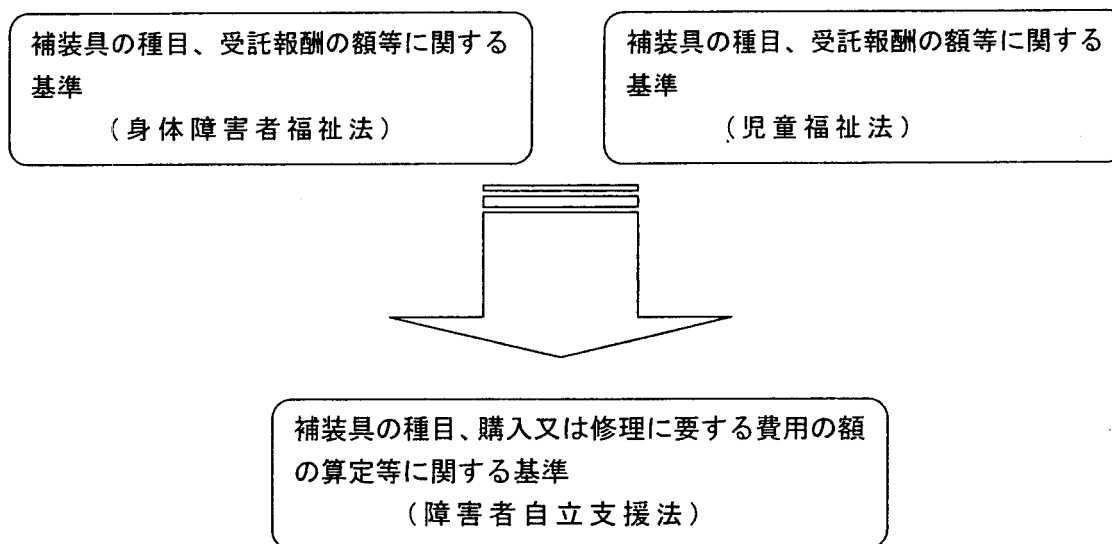 補装具の種目、受託報酬の額等に関する
基準
（身体障害者福祉法）
補装具の種目、受託報酬の額等に関する
基準
（児童福祉法）
補装具の種目、購入又は修理に要する費用の額
の算定等に関する基準
（障害者自立支援法）